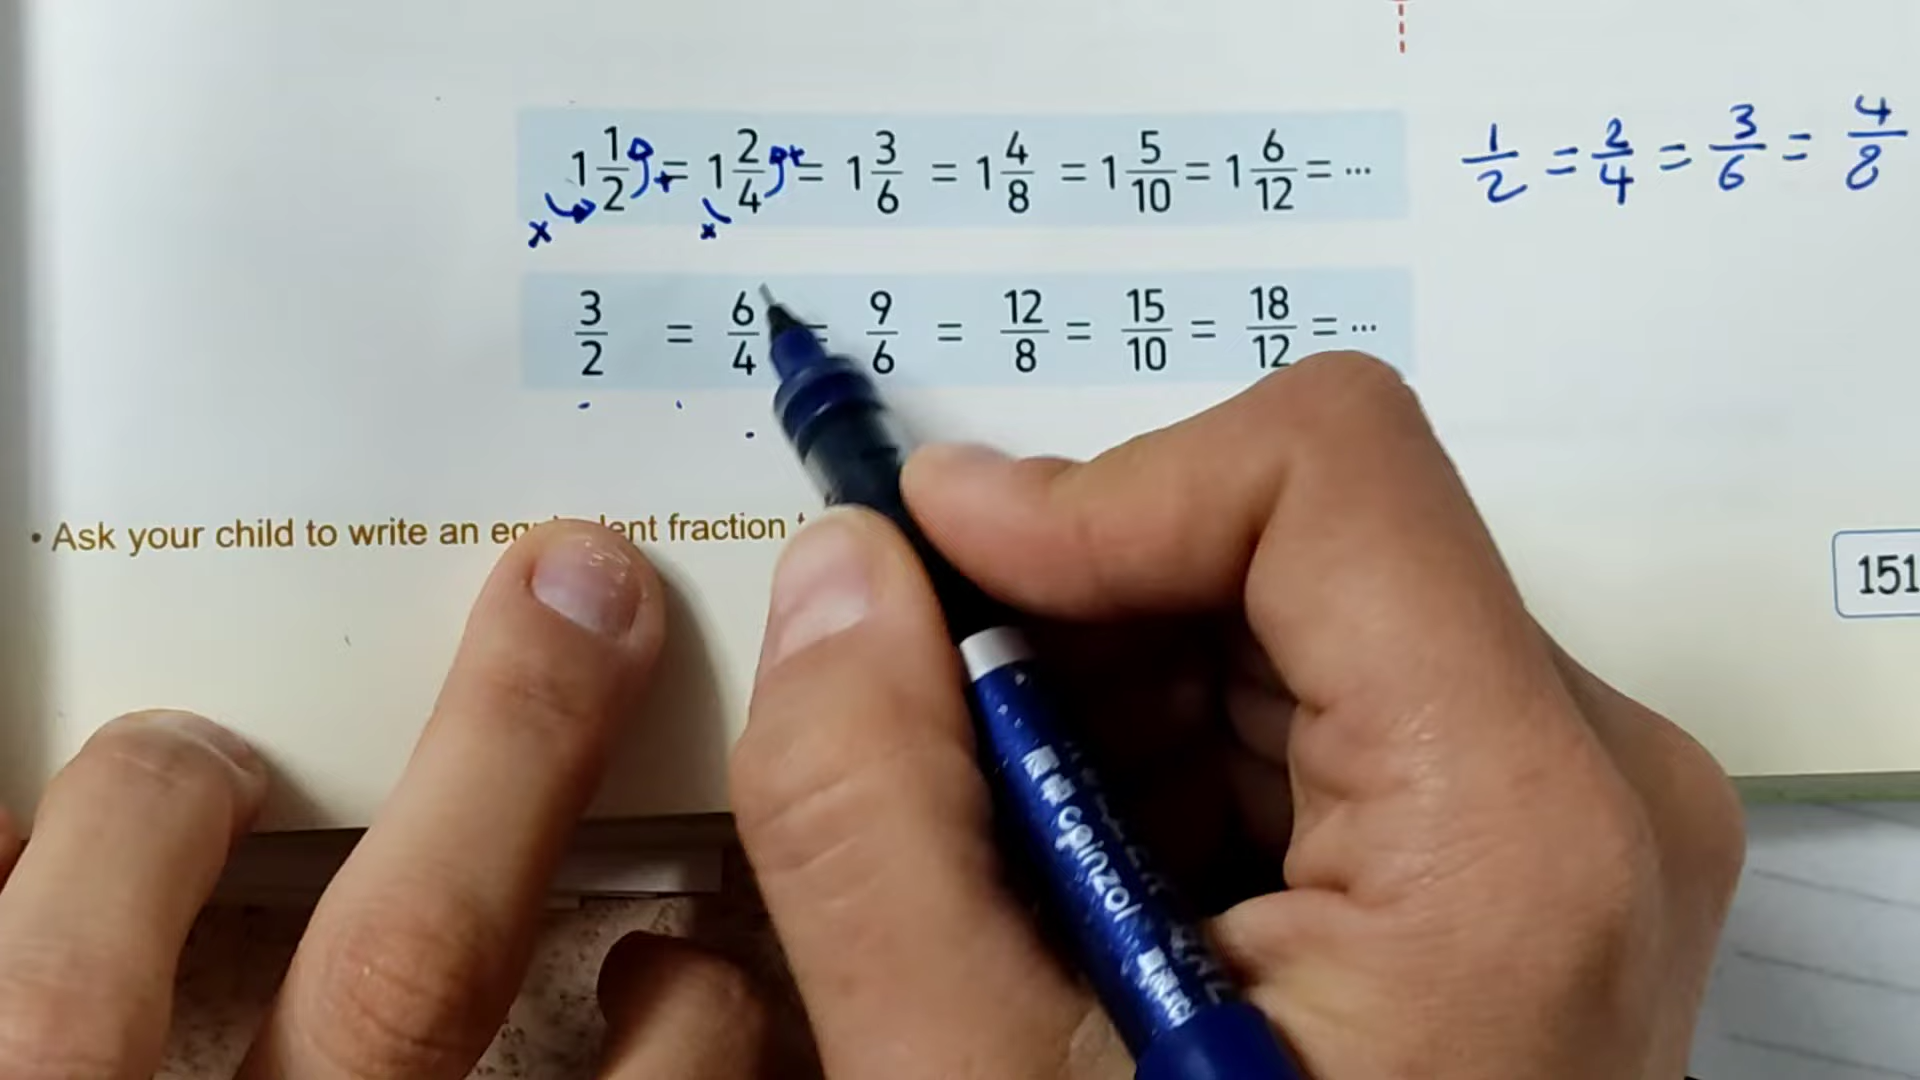 1 1/2 = 1 2/4 = 1 3/6 = 1 4/8 = 1 5/10 = 1 6/12 = ...
1/2 = 2/4 = 3/6 = 4/8
x + x +
3/2 = 6/4 = 9/6 = 12/8 = 15/10 = 18/12 = ...
• Ask your child to write an fraction
151